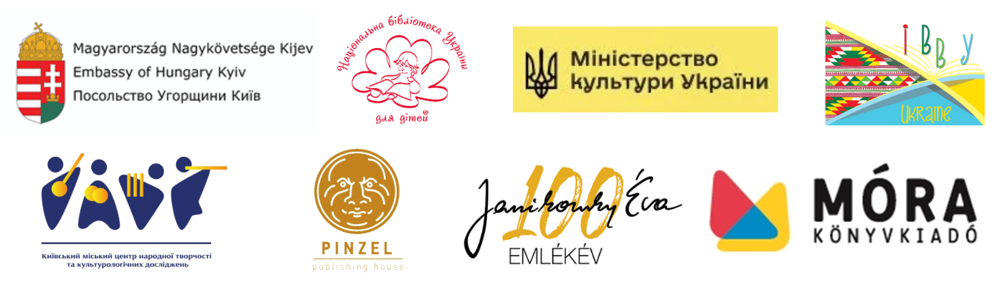 Magyarország Nagykövetsége Kijev
Embassy of Hungary Kyiv
Посольство Угорщини Київ
Національна бібліотека України
для дітей
Міністерство
культури України
IBBY
UKRAINE
Київський міський центр народної творчості
та культурологічних досліджень
PINZEL
publishing house
100
Janikovszky Éva
EMLÉKÉV
MÓRA
KÖNYVKIADÓ